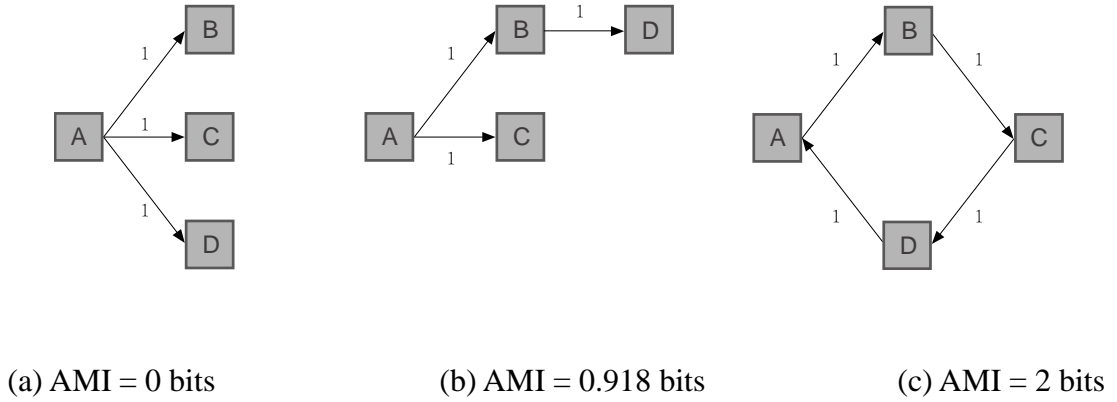 B
1
A
1
C
1
D
B
1
D
1
A
C
1
B
1
1
A
C
1
1
D
(a) AMI = 0 bits
(b) AMI = 0.918 bits
(c) AMI = 2 bits